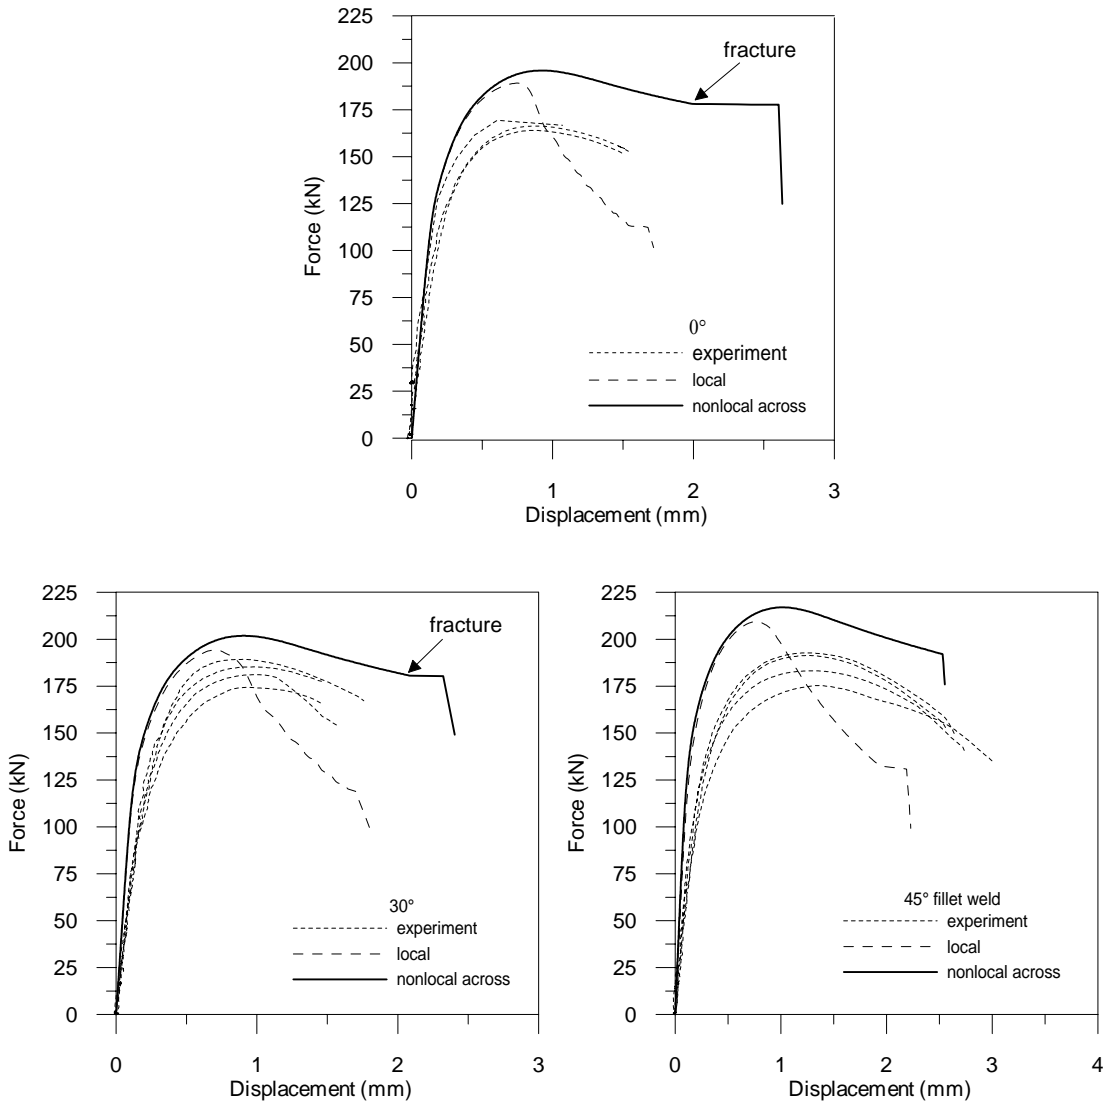 225
200
175
150
125
100
75
50
25
0
Force (kN)
fracture
0°
experiment
local
nonlocal across
0 1 2 3
Displacement (mm)
225
200
175
150
125
100
75
50
25
0
Force (kN)
fracture
30°
experiment
local
nonlocal across
0 1 2 3
Displacement (mm)
225
200
175
150
125
100
75
50
25
0
Force (kN)
45° fillet weld
experiment
local
nonlocal across
0 1 2 3 4
Displacement (mm)